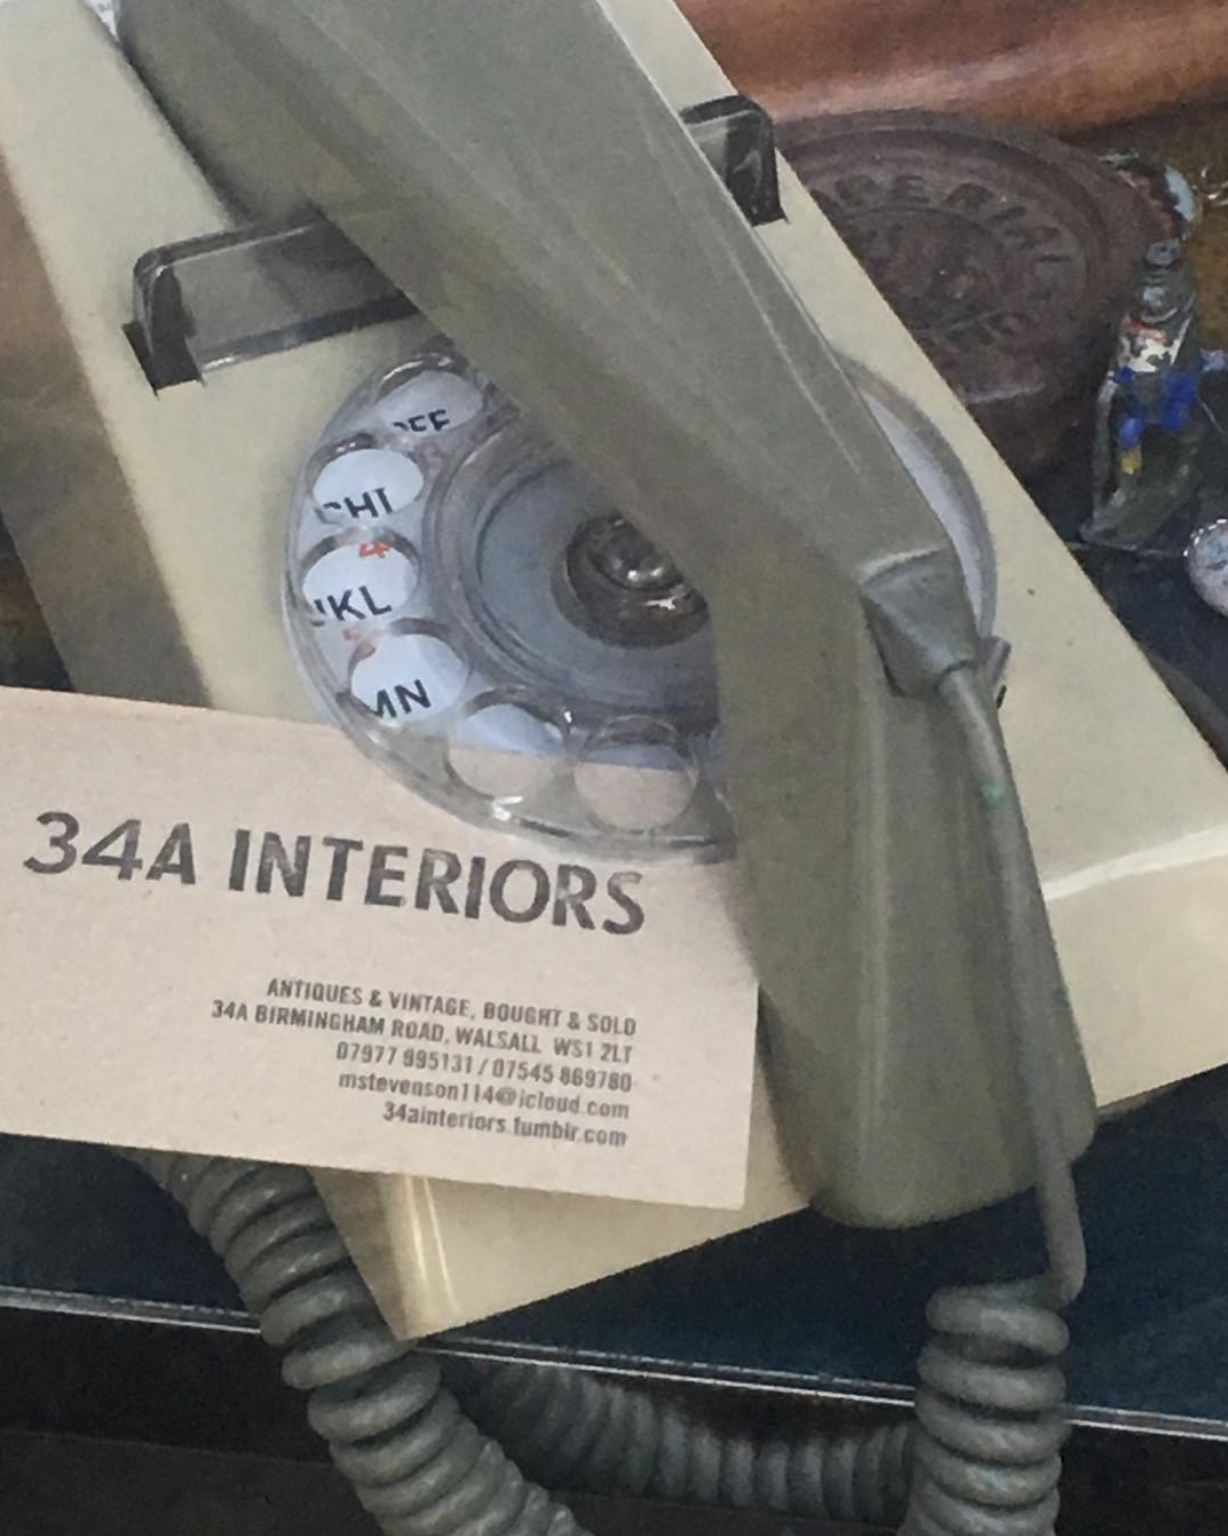 GHI
4
JKL
MN
34A INTERIORS
ANTIQUES & VINTAGE, BOUGHT & SOLD
34A BIRMINGHAM ROAD, WALSALL WS1 2LT
07977 995131 / 07545 869780
mstevenson114@icloud.com
34ainteriors.tumblr.com